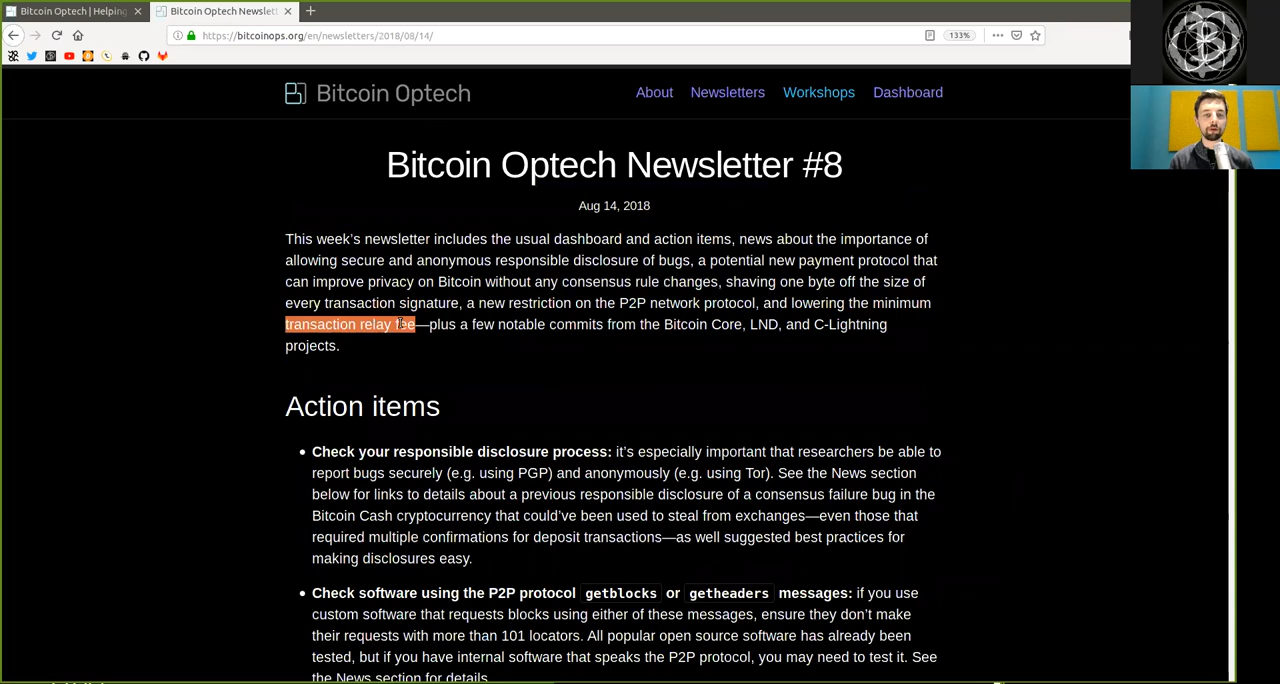 Bitcoin Optech | Helping
Bitcoin Optech Newslett
https://bitcoinops.org/en/newsletters/2018/08/14/
133%
Bitcoin Optech
About Newsletters Workshops Dashboard
Bitcoin Optech Newsletter #8
Aug 14, 2018
This week’s newsletter includes the usual dashboard and action items, news about the importance of
allowing secure and anonymous responsible disclosure of bugs, a potential new payment protocol that
can improve privacy on Bitcoin without any consensus rule changes, shaving one byte off the size of
every transaction signature, a new restriction on the P2P network protocol, and lowering the minimum
transaction relay fee—plus a few notable commits from the Bitcoin Core, LND, and C-Lightning
projects.
Action items
• Check your responsible disclosure process: it’s especially important that researchers be able to
report bugs securely (e.g. using PGP) and anonymously (e.g. using Tor). See the News section
below for links to details about a previous responsible disclosure of a consensus failure bug in the
Bitcoin Cash cryptocurrency that could’ve been used to steal from exchanges—even those that
required multiple confirmations for deposit transactions—as well suggested best practices for
making disclosures easy.
• Check software using the P2P protocol getblocks or getheaders messages: if you use
custom software that requests blocks using either of these messages, ensure they don’t make
their requests with more than 101 locators. All popular open source software has already been
tested, but if you have internal software that speaks the P2P protocol, you may need to test it. See
the News section for details.